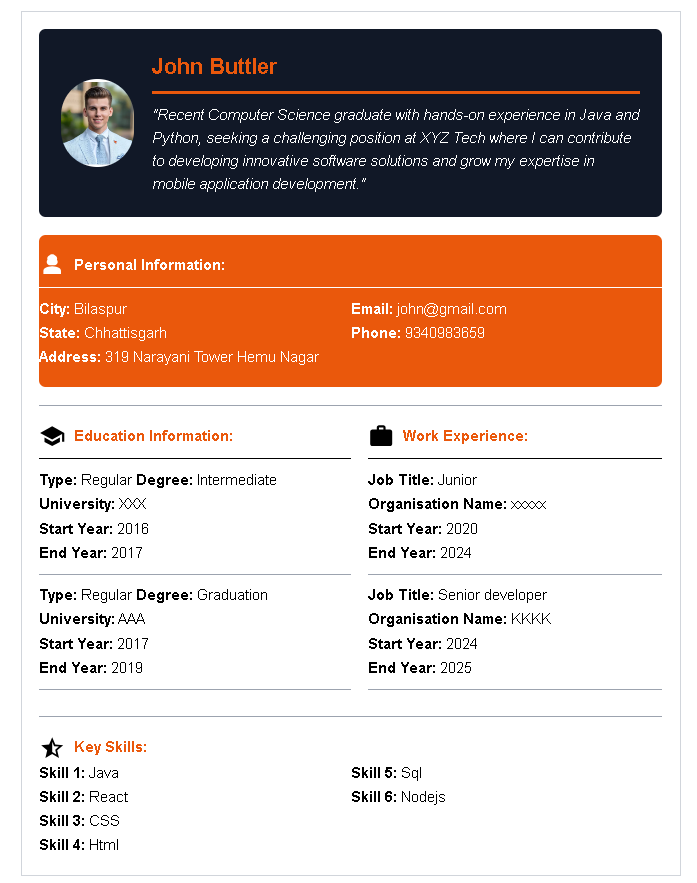 John Buttler
"Recent Computer Science graduate with hands-on experience in Java and
Python, seeking a challenging position at XYZ Tech where I can contribute
to developing innovative software solutions and grow my expertise in
mobile application development."
Personal Information:
City: Bilaspur
State: Chhattisgarh
Address: 319 Narayani Tower Hemu Nagar
Email: john@gmail.com
Phone: 9340983659
Education Information:
Type: Regular Degree: Intermediate
University: XXX
Start Year: 2016
End Year: 2017
Type: Regular Degree: Graduation
University: AAA
Start Year: 2017
End Year: 2019
Work Experience:
Job Title: Junior
Organisation Name: xxxxx
Start Year: 2020
End Year: 2024
Job Title: Senior developer
Organisation Name: KKKK
Start Year: 2024
End Year: 2025
Key Skills:
Skill 1: Java
Skill 2: React
Skill 3: CSS
Skill 4: Html
Skill 5: Sql
Skill 6: Nodejs